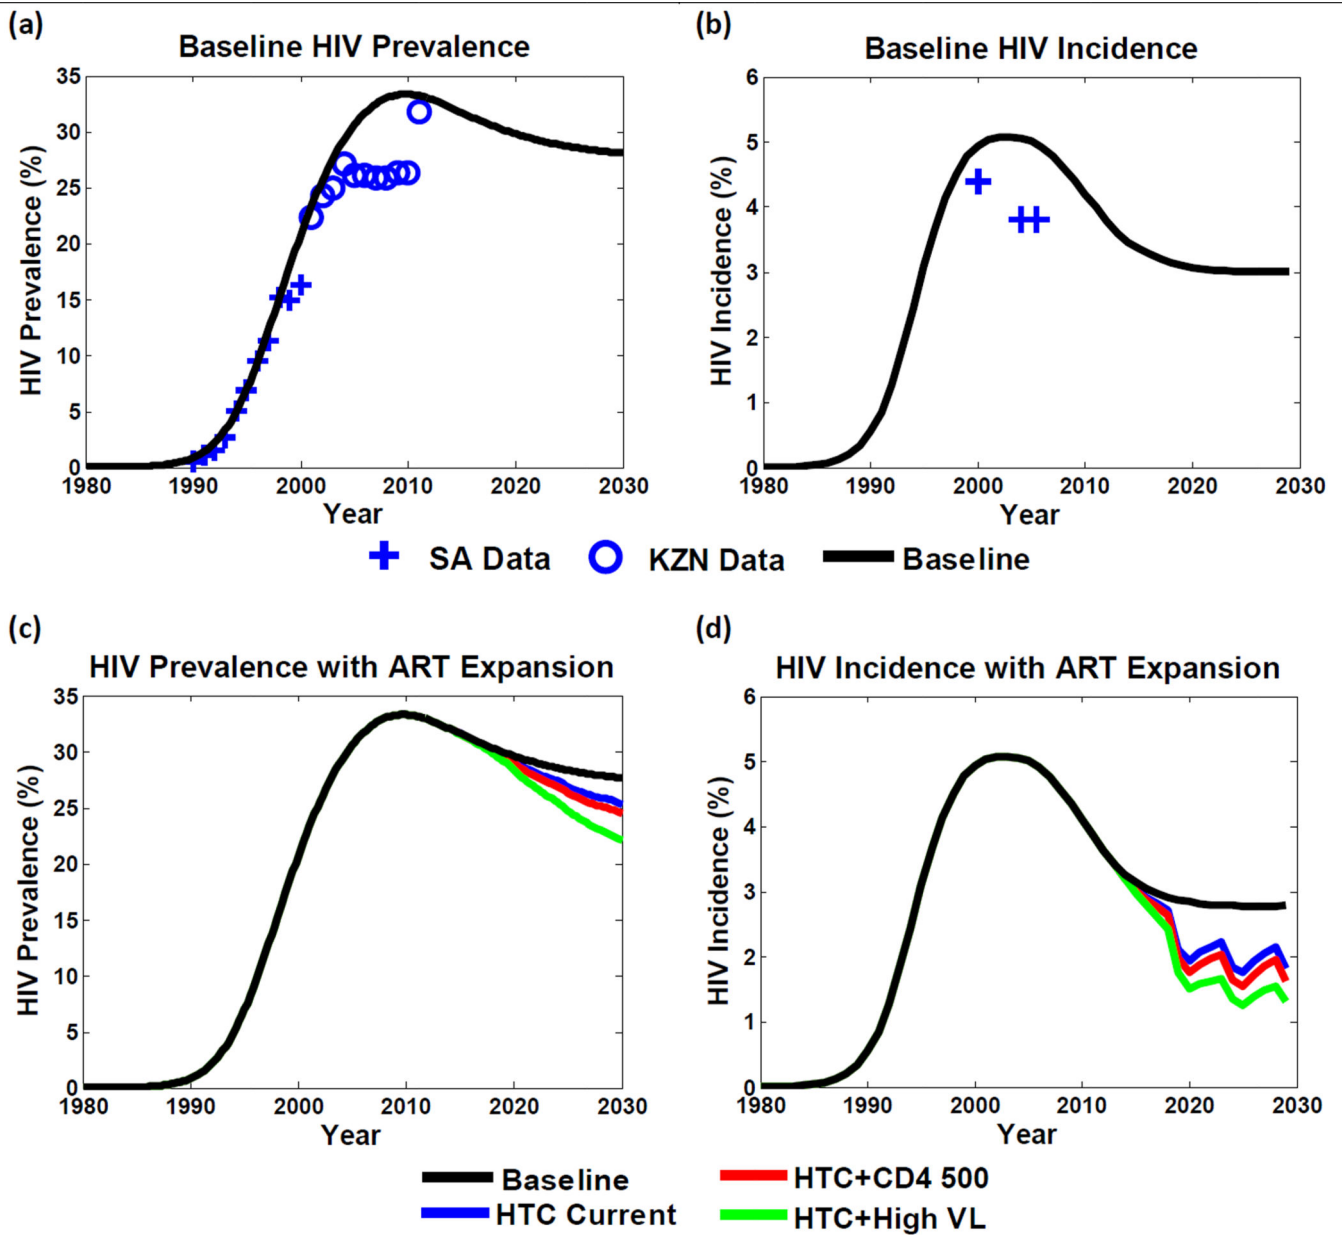 (a)
Baseline HIV Prevalence
35
30
25
20
15
10
5
0
HIV Prevalence (%)
1980 1990 2000 2010 2020 2030
Year
(b)
Baseline HIV Incidence
6
5
4
3
2
1
0
HIV Incidence (%)
1980 1990 2000 2010 2020 2030
Year
SA Data KZN Data Baseline
(c)
HIV Prevalence with ART Expansion
35
30
25
20
15
10
5
0
HIV Prevalence (%)
1980 1990 2000 2010 2020 2030
Year
(d)
HIV Incidence with ART Expansion
6
5
4
3
2
1
0
HIV Incidence (%)
1980 1990 2000 2010 2020 2030
Year
Baseline HTC+CD4 500
HTC Current HTC+High VL